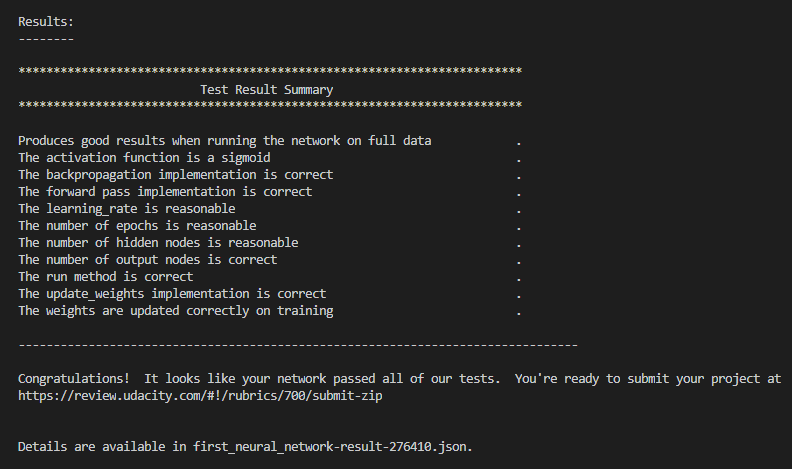 Results:
--------
************************************************************************
Test Result Summary
************************************************************************
Produces good results when running the network on full data .
The activation function is a sigmoid .
The backpropagation implementation is correct .
The forward pass implementation is correct .
The learning_rate is reasonable .
The number of epochs is reasonable .
The number of hidden nodes is reasonable .
The number of output nodes is correct .
The run method is correct .
The update_weights implementation is correct .
The weights are updated correctly on training .
--------------------------------------------------------------------------------
Congratulations!  It looks like your network passed all of our tests.  You're ready to submit your project at
https://review.udacity.com/#!/rubrics/700/submit-zip
Details are available in first_neural_network-result-276410.json.